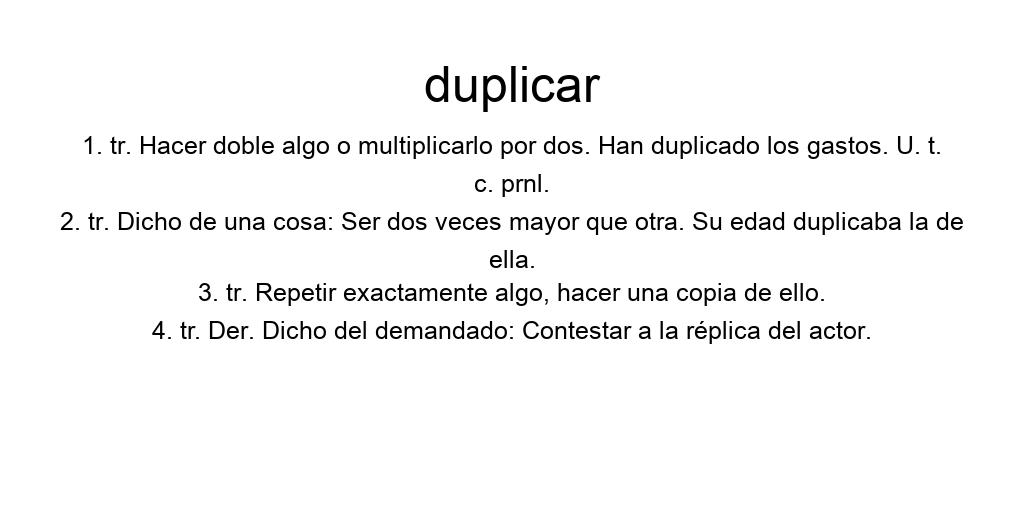 duplicar
1. tr. Hacer doble algo o multiplicarlo por dos. Han duplicado los gastos. U. t.
c. prnl.
2. tr. Dicho de una cosa: Ser dos veces mayor que otra. Su edad duplicaba la de
ella.
3. tr. Repetir exactamente algo, hacer una copia de ello.
4. tr. Der. Dicho del demandado: Contestar a la réplica del actor.